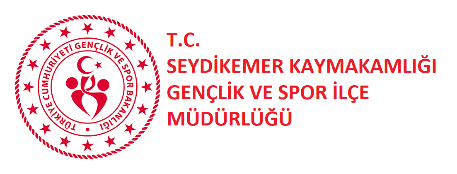 TÜRKİYE CUMHURİYETİ GENÇLİK VE SPOR BAKANLIĞI
T.C.
SEYDİKEMER KAYMAKAMLIĞI
GENÇLİK VE SPOR İLÇE
MÜDÜRLÜĞÜ